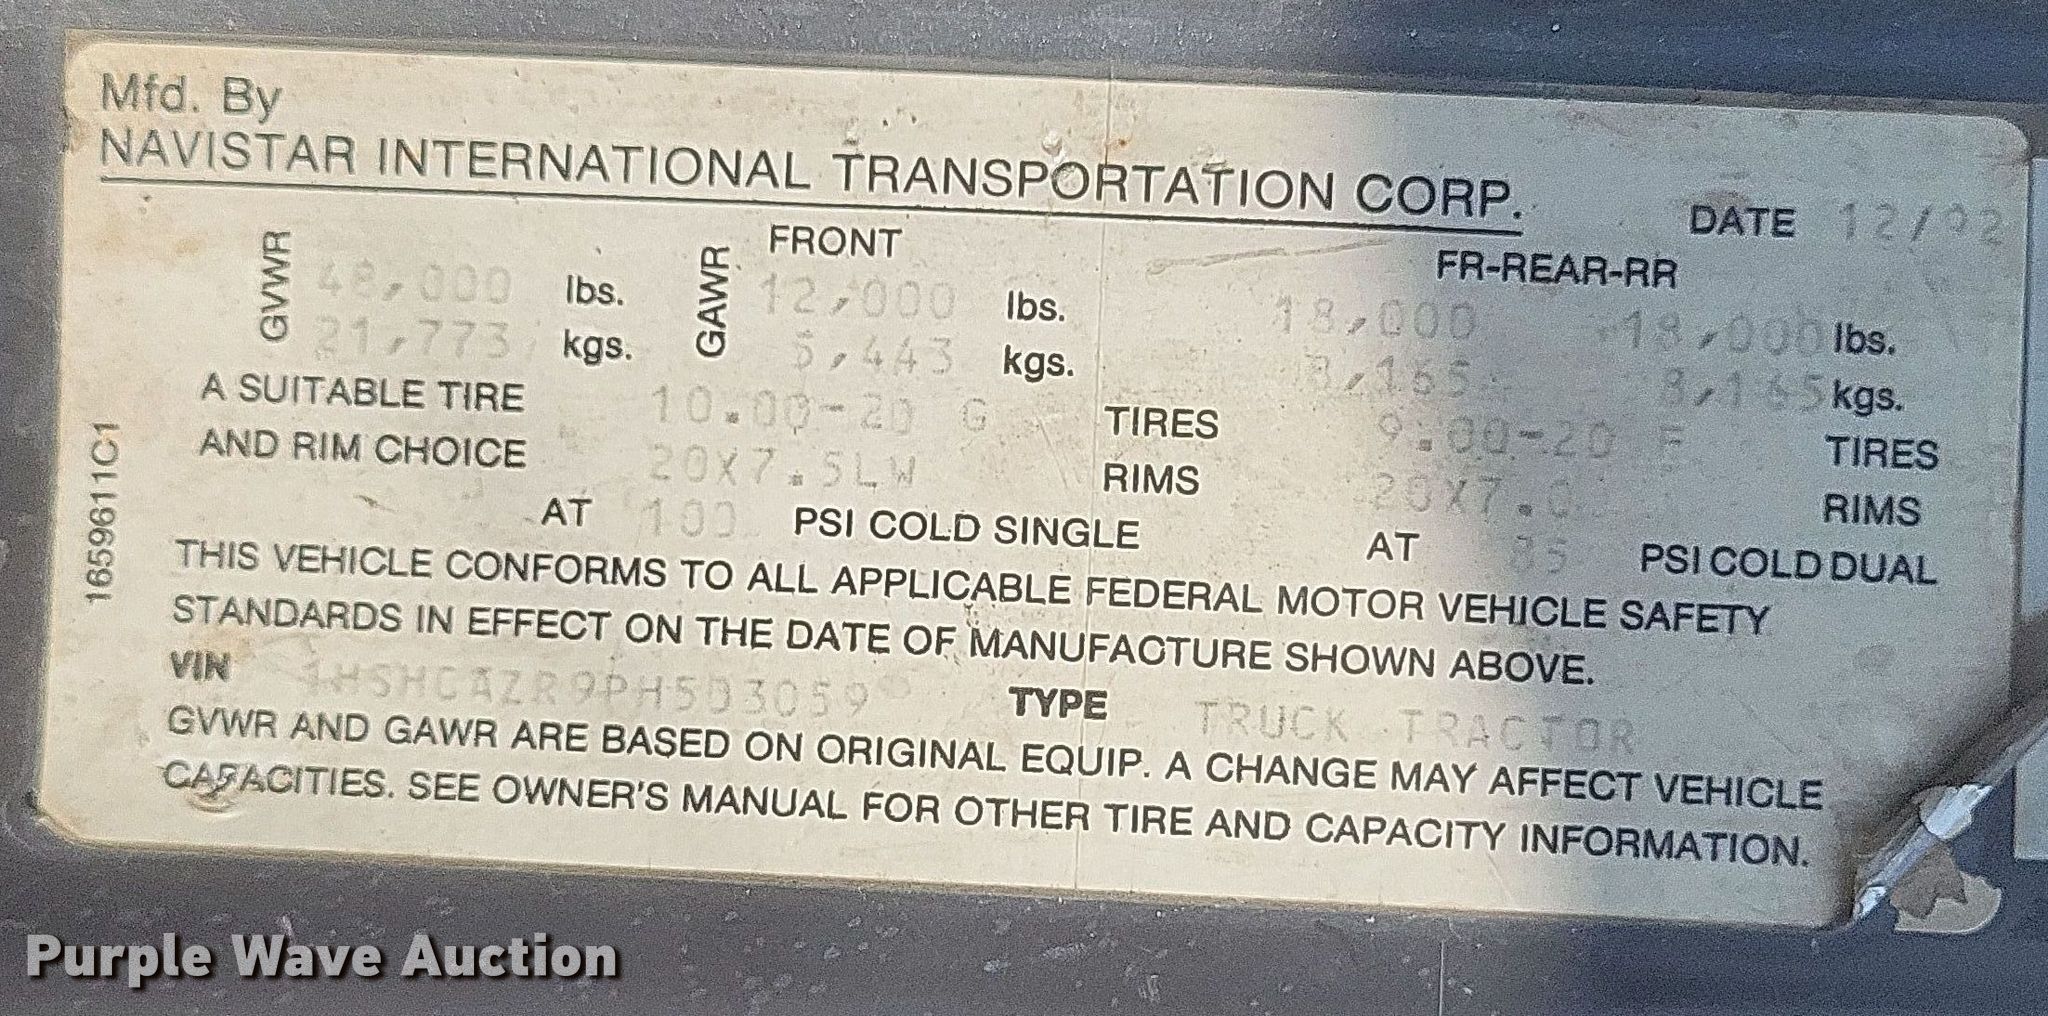 Mfd. By
NAVISTAR INTERNATIONAL TRANSPORTATION CORP.
DATE 12/92
FRONT FR-REAR-RR
GVWR 48,000 lbs. GAWR 12,000 lbs. 18,000 18,000 lbs.
21,773 kgs. 5,443 kgs. 8,165 8,165 kgs.
A SUITABLE TIRE 10.00-20 G TIRES 9.00-20 F TIRES
AND RIM CHOICE 20X7.5LW RIMS 20X7.0 RIMS
AT 100 PSI COLD SINGLE AT 85 PSI COLD DUAL
THIS VEHICLE CONFORMS TO ALL APPLICABLE FEDERAL MOTOR VEHICLE SAFETY
STANDARDS IN EFFECT ON THE DATE OF MANUFACTURE SHOWN ABOVE.
VIN 1HSHCAZR9PH503059 TYPE TRUCK TRACTOR
GVWR AND GAWR ARE BASED ON ORIGINAL EQUIP. A CHANGE MAY AFFECT VEHICLE
CAPACITIES. SEE OWNER'S MANUAL FOR OTHER TIRE AND CAPACITY INFORMATION.
1659611C1
Purple Wave Auction